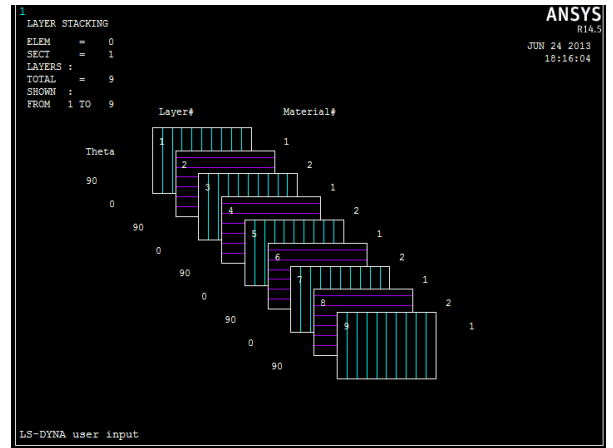 1
ANSYS
R14.5
LAYER STACKING
ELEM = 0
SECT = 1
LAYERS :
TOTAL = 9
SHOWN :
FROM 1 TO 9
JUN 24 2013
18:16:04
Layer# Material#
Theta
1 1
90 2 2
0 3 1
90 4 2
0 5 1
90 6 2
0 7 1
90 8 2
0 9 1
90
LS-DYNA user input